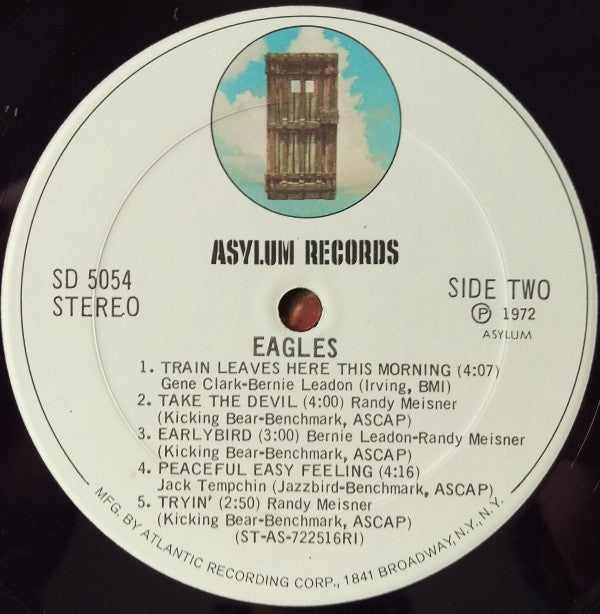 ASYLUM RECORDS
SD 5054
STEREO
SIDE TWO
Ⓟ 1972
ASYLUM
EAGLES
1. TRAIN LEAVES HERE THIS MORNING (4:07)
Gene Clark-Bernie Leadon (Irving, BMI)
2. TAKE THE DEVIL (4:00) Randy Meisner
(Kicking Bear-Benchmark, ASCAP)
3. EARLYBIRD (3:00) Bernie Leadon-Randy Meisner
(Kicking Bear-Benchmark, ASCAP)
4. PEACEFUL EASY FEELING (4:16)
Jack Tempchin (Jazzbird-Benchmark, ASCAP)
5. TRYIN' (2:50) Randy Meisner
(Kicking Bear-Benchmark, ASCAP)
(ST-AS-722516RI)
MFG. BY ATLANTIC RECORDING CORP., 1841 BROADWAY, N.Y., N.Y.